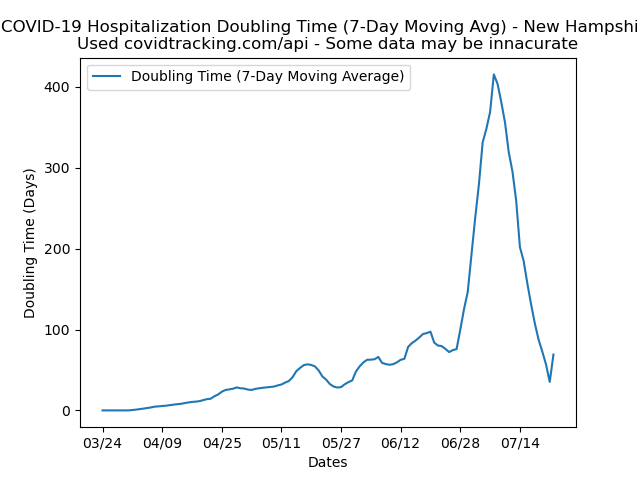 COVID-19 Hospitalization Doubling Time (7-Day Moving Avg) - New Hampshi
Used covidtracking.com/api - Some data may be innacurate
Doubling Time (7-Day Moving Average)
Doubling Time (Days)
400
300
200
100
0
03/24 04/09 04/25 05/11 05/27 06/12 06/28 07/14
Dates